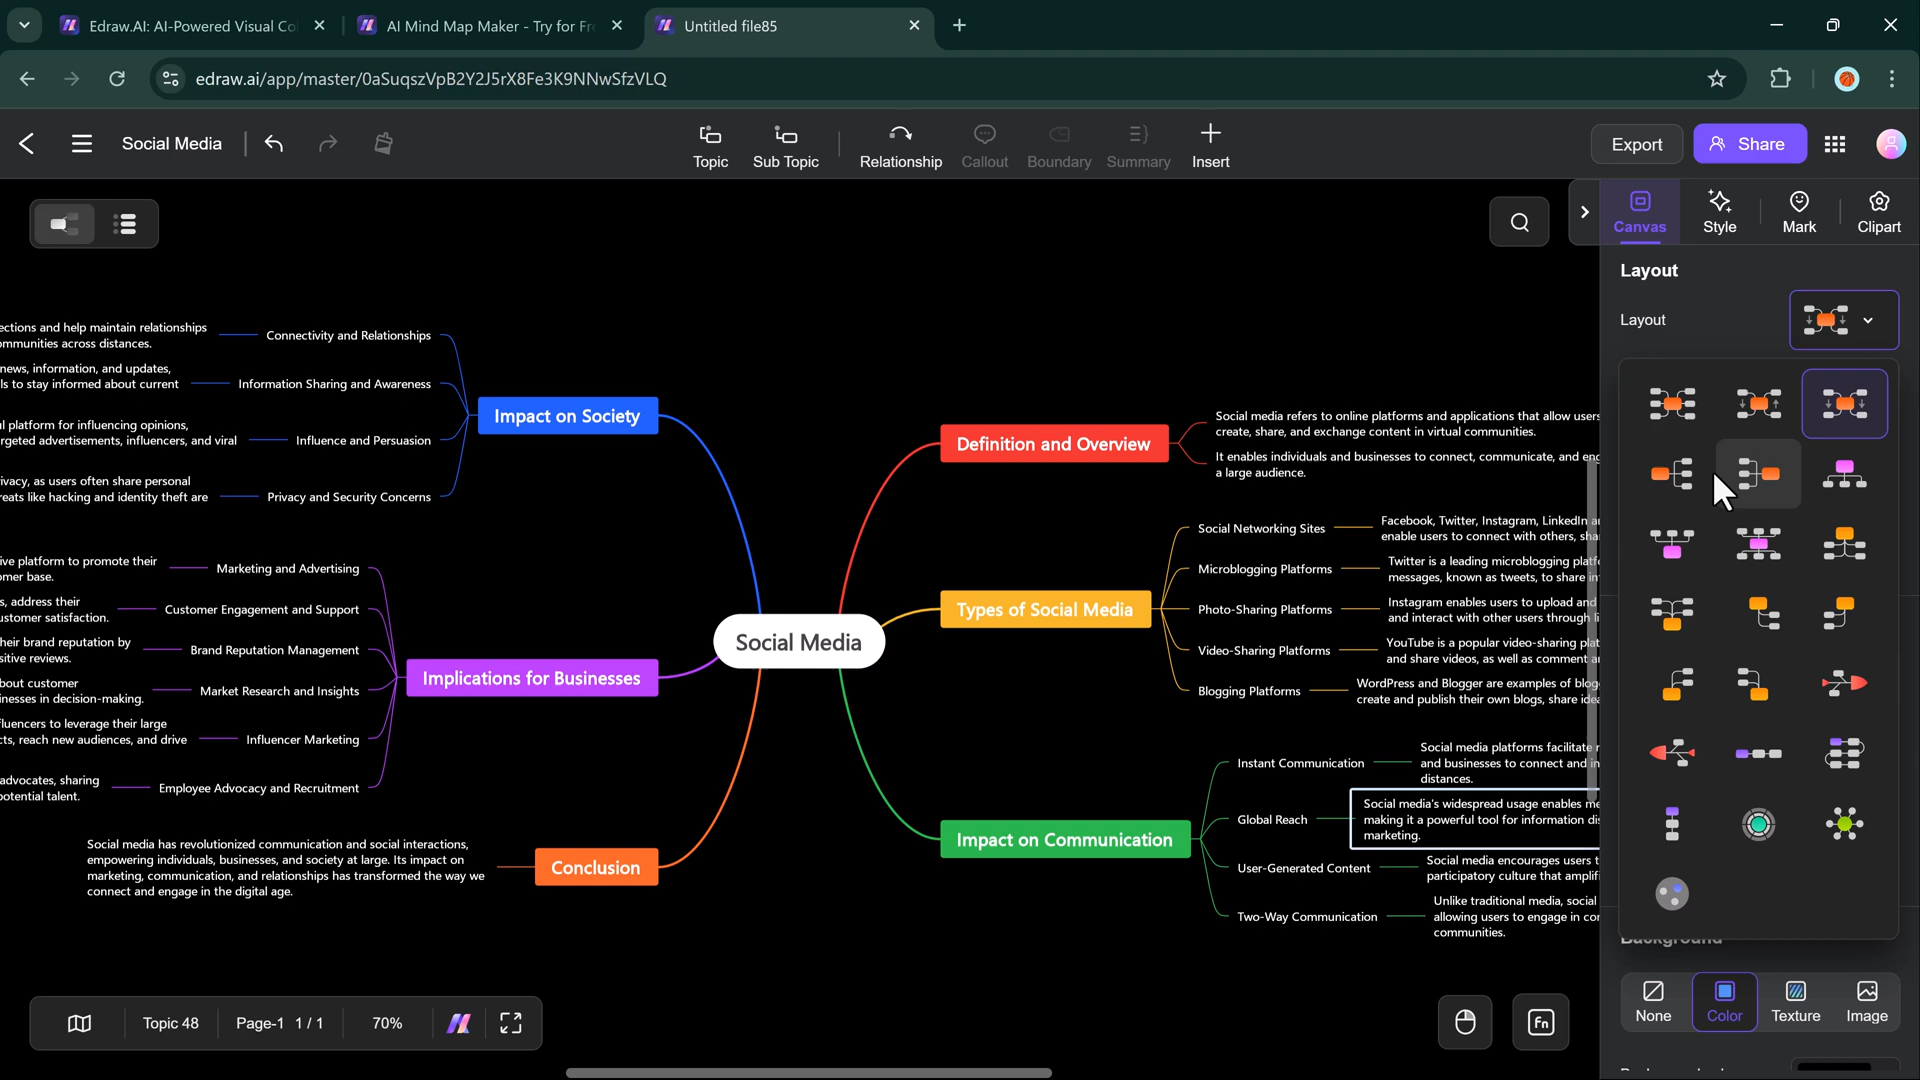 Edraw.AI: AI-Powered Visual Co
AI Mind Map Maker - Try for Fre
Untitled file85
edraw.ai/app/master/0aSuqszVpB2Y2J5rX8Fe3K9NNwSfzVLQ
Social Media
Topic
Sub Topic
Relationship
Callout
Boundary
Summary
Insert
Export
Share
Canvas
Style
Mark
Clipart
Layout
Layout
ections and help maintain relationships
ommunities across distances.
Connectivity and Relationships
news, information, and updates,
ls to stay informed about current
Information Sharing and Awareness
Impact on Society
ul platform for influencing opinions,
rgeted advertisements, influencers, and viral
Influence and Persuasion
ivacy, as users often share personal
reats like hacking and identity theft are
Privacy and Security Concerns
Definition and Overview
Social media refers to online platforms and applications that allow users
create, share, and exchange content in virtual communities.
It enables individuals and businesses to connect, communicate, and eng
a large audience.
ive platform to promote their
omer base.
Marketing and Advertising
s, address their
ustomer satisfaction.
Customer Engagement and Support
heir brand reputation by
sitive reviews.
Brand Reputation Management
bout customer
inesses in decision-making.
Market Research and Insights
Implications for Businesses
fluencers to leverage their large
cts, reach new audiences, and drive
Influencer Marketing
advocates, sharing
potential talent.
Employee Advocacy and Recruitment
Social Media
Types of Social Media
Social Networking Sites
Facebook, Twitter, Instagram, LinkedIn a
enable users to connect with others, sha
Microblogging Platforms
Twitter is a leading microblogging platf
messages, known as tweets, to share in
Photo-Sharing Platforms
Instagram enables users to upload and
and interact with other users through li
Video-Sharing Platforms
YouTube is a popular video-sharing plat
and share videos, as well as comment a
Blogging Platforms
WordPress and Blogger are examples of blog
create and publish their own blogs, share idea
Social media has revolutionized communication and social interactions,
empowering individuals, businesses, and society at large. Its impact on
marketing, communication, and relationships has transformed the way we
connect and engage in the digital age.
Conclusion
Impact on Communication
Instant Communication
Social media platforms facilitate r
and businesses to connect and in
distances.
Global Reach
Social media's widespread usage enables me
making it a powerful tool for information dis
marketing.
User-Generated Content
Social media encourages users t
participatory culture that amplifi
Two-Way Communication
Unlike traditional media, social
allowing users to engage in con
communities.
Background
None
Color
Texture
Image
Topic 48
Page-1 1 / 1
70%
fn